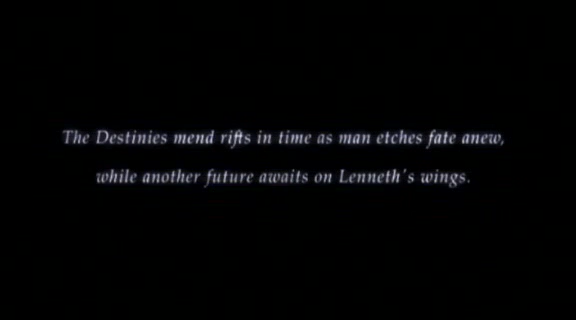 The Destinies mend rifts in time as man etches fate anew,
while another future awaits on Lenneth's wings.